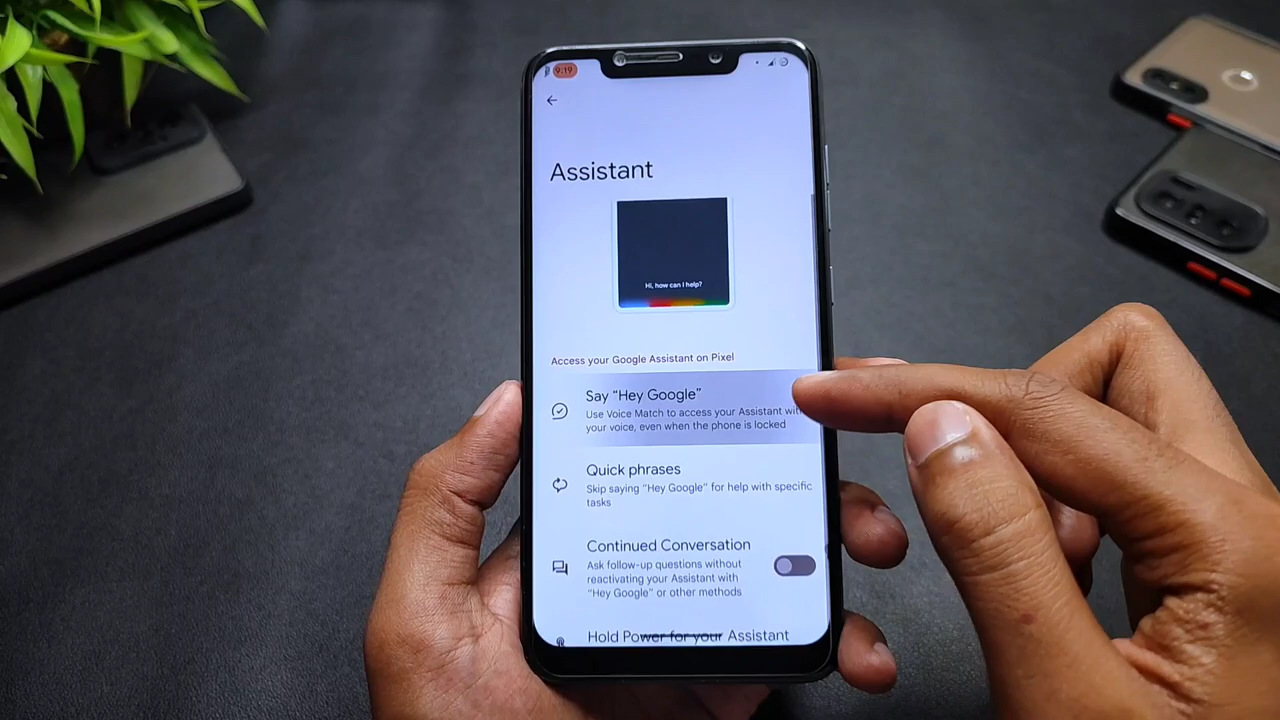 9:19
Assistant
Hi, how can I help?
Access your Google Assistant on Pixel
Say “Hey Google”
Use Voice Match to access your Assistant with
your voice, even when the phone is locked
Quick phrases
Skip saying “Hey Google” for help with specific
tasks
Continued Conversation
Ask follow-up questions without
reactivating your Assistant with
“Hey Google” or other methods
Hold Power for your Assistant